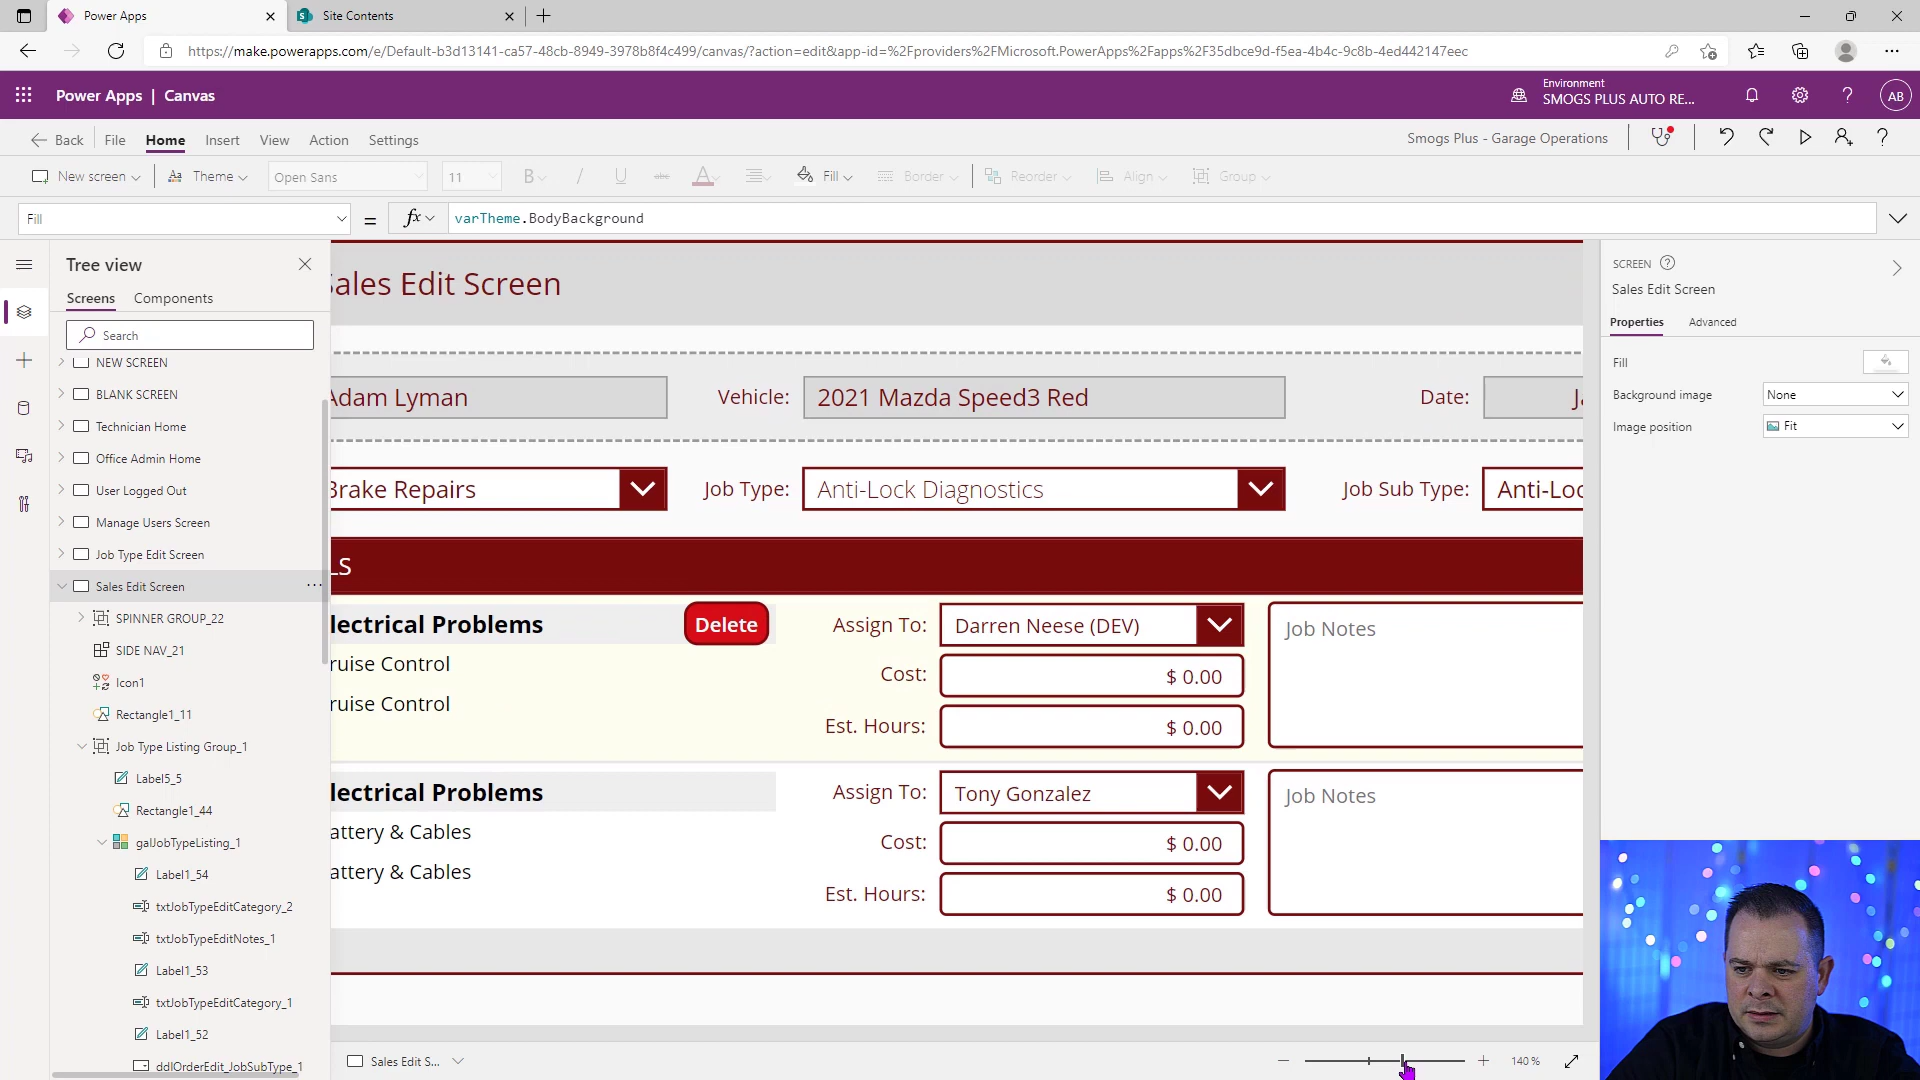 Power Apps
Site Contents
https://make.powerapps.com/e/Default-b3d13141-ca57-48cb-8949-3978b8f4c499/canvas/?action=edit&app-id=%2Fproviders%2FMicrosoft.PowerApps%2Fapps%2F35dbce9d-f5ea-4b4c-9c8b-4ed442147eec
Power Apps | Canvas
Environment
SMOGS PLUS AUTO RE...
AB
Back File Home Insert View Action Settings
Smogs Plus - Garage Operations
New screen Theme Open Sans 11 B / U abc A Fill Border Reorder Align Group
Fill = fx varTheme.BodyBackground
Tree view
Screens Components
Search
NEW SCREEN
BLANK SCREEN
Technician Home
Office Admin Home
User Logged Out
Manage Users Screen
Job Type Edit Screen
Sales Edit Screen ...
SPINNER GROUP_22
SIDE NAV_21
Icon1
Rectangle1_11
Job Type Listing Group_1
Label5_5
Rectangle1_44
galJobTypeListing_1
Label1_54
txtJobTypeEditCategory_2
txtJobTypeEditNotes_1
Label1_53
txtJobTypeEditCategory_1
Label1_52
ddlOrderEdit_JobSubType_1
Sales Edit Screen
Adam Lyman Vehicle: 2021 Mazda Speed3 Red Date: Ja
Brake Repairs Job Type: Anti-Lock Diagnostics Job Sub Type: Anti-Loc
LS
lectrical Problems Delete Assign To: Darren Neese (DEV) Job Notes
ruise Control
Cost: $ 0.00
ruise Control
Est. Hours: $ 0.00
lectrical Problems Assign To: Tony Gonzalez Job Notes
attery & Cables
Cost: $ 0.00
attery & Cables
Est. Hours: $ 0.00
Sales Edit S...
140 %
SCREEN
Sales Edit Screen
Properties Advanced
Fill
Background image None
Image position Fit